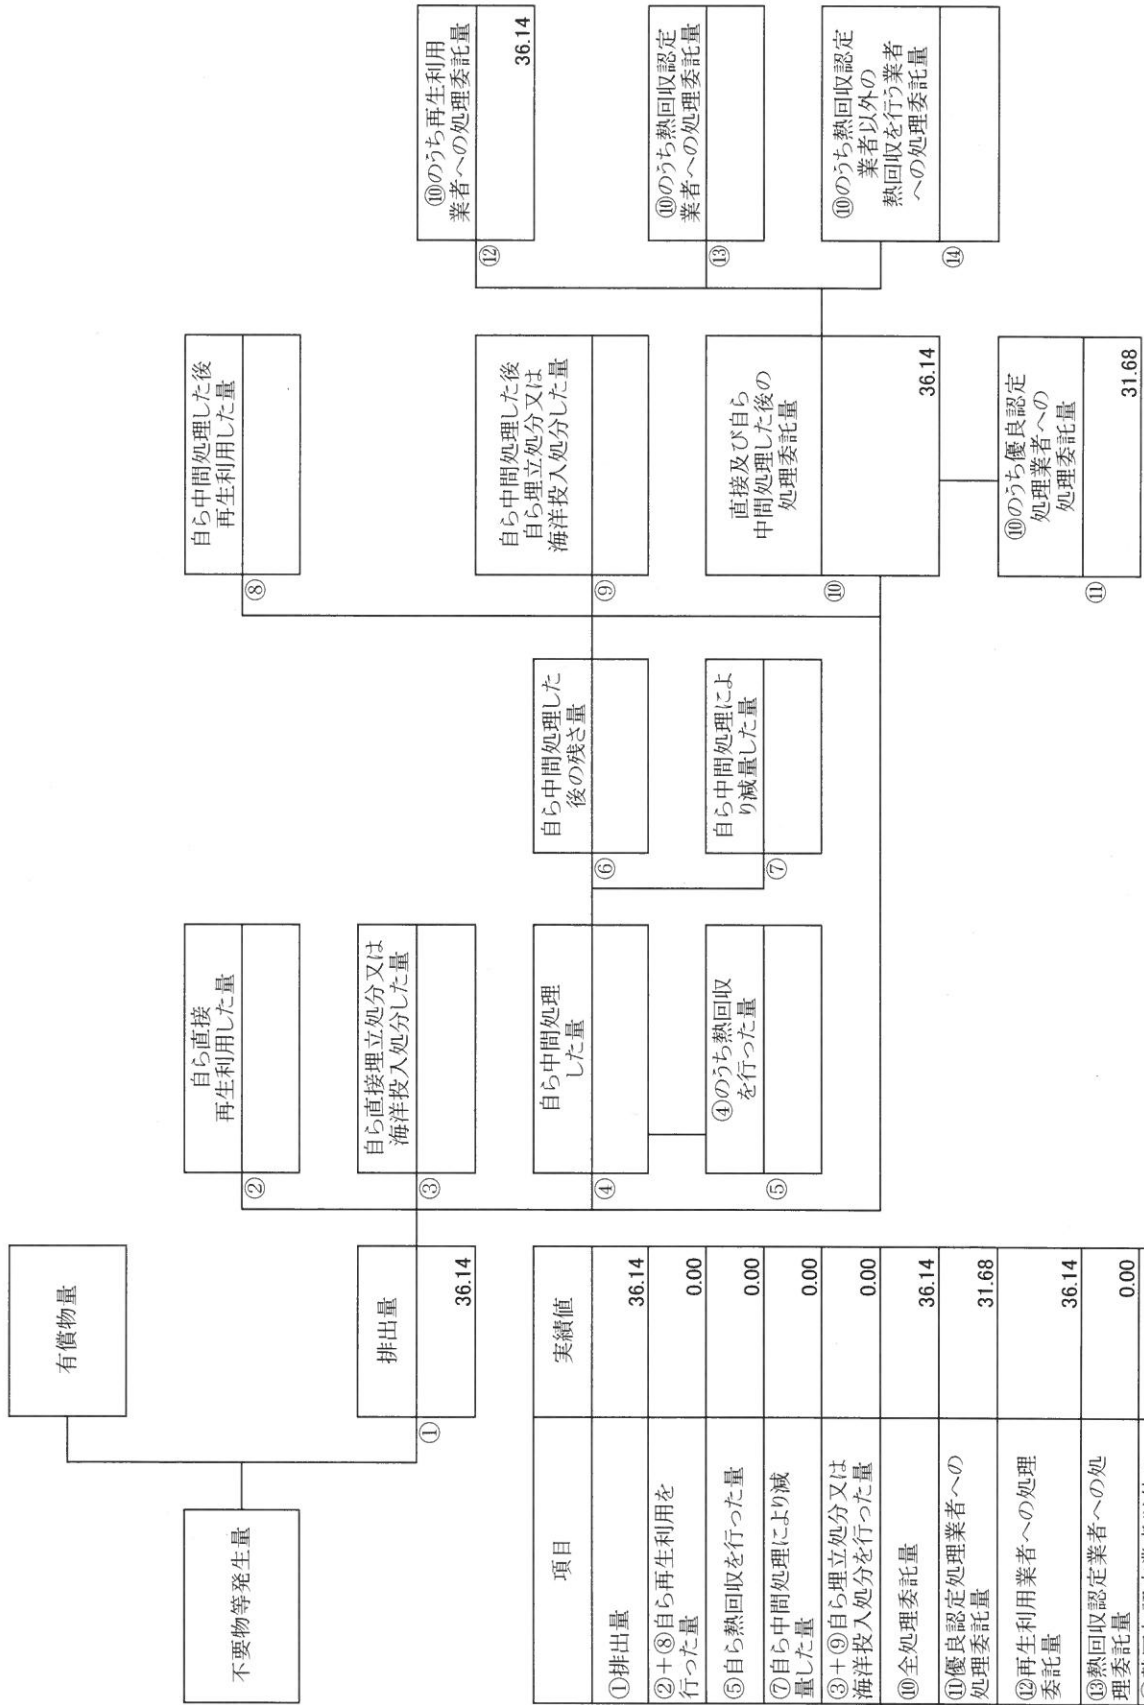 不要物等発生量
有償物量
排出量
①
36.14
自ら直接
再生利用した量
②
自ら直接埋立処分又は
海洋投入処分した量
③
自ら中間処理
した量
④
④のうち熱回収
を行った量
⑤
自ら中間処理した
後の残さ量
⑥
自ら中間処理によ
り減量した量
⑦
自ら中間処理した後
再生利用した量
⑧
自ら中間処理した後
自ら埋立処分又は
海洋投入処分した量
⑨
直接及び自ら
中間処理した後の
処理委託量
⑩
36.14
⑩のうち優良認定
処理業者への
処理委託量
⑪
31.68
⑩のうち再生利用
業者への処理委託量
⑫
36.14
⑩のうち熱回収認定
業者への処理委託量
⑬
⑩のうち熱回収認定
業者以外の
熱回収を行う業者
への処理委託量
⑭
項目 実績値
①排出量 36.14
②+⑧自ら再生利用を
行った量 0.00
⑤自ら熱回収を行った量 0.00
⑦自ら中間処理により減
量した量 0.00
③+⑨自ら埋立処分又は
海洋投入処分を行った量 0.00
⑩全処理委託量 36.14
⑪優良認定処理業者への
処理委託量 31.68
⑫再生利用業者への処理
委託量 36.14
⑬熱回収認定業者への処
理委託量 0.00